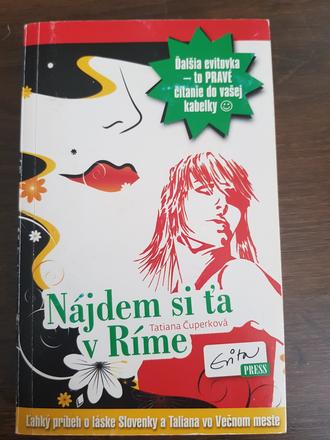 Ďalšia evitovka
– to PRAVÉ
čítanie do vašej
kabelky ☺
Nájdem si ťa
Tatiana Cuperková
v Ríme
Evita
PRESS
Ľahký príbeh o láske Slovenky a Taliana vo Večnom meste